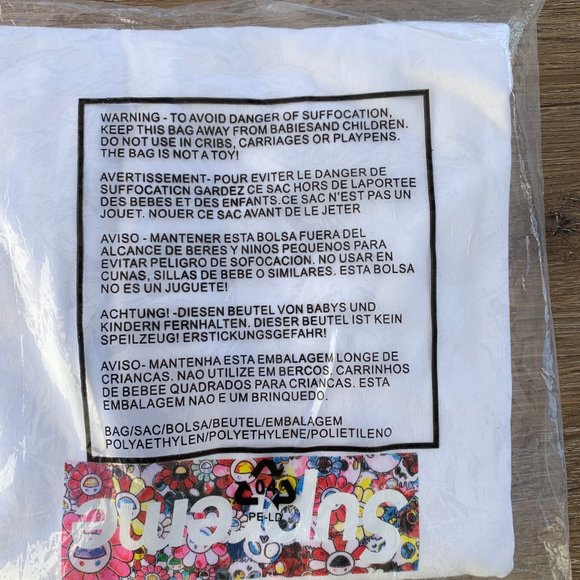 WARNING - TO AVOID DANGER OF SUFFOCATION,
KEEP THIS BAG AWAY FROM BABIESAND CHILDREN.
DO NOT USE IN CRIBS, CARRIAGES OR PLAYPENS.
THE BAG IS NOT A TOY!
AVERTISSEMENT- POUR EVITER LE DANGER DE
SUFFOCATION GARDEZ CE SAC HORS DE LAPORTEE
DES BEBES ET DES ENFANTS. CE SAC N'EST PAS UN
JOUET. NOUER CE SAC AVANT DE LE JETER
AVISO - MANTENER ESTA BOLSA FUERA DEL
ALCANCE DE BERES Y NINOS PEQUENOS PARA
EVITAR PELIGRO DE SOFOCACION. NO USAR EN
CUNAS, SILLAS DE BEBE O SIMILARES. ESTA BOLSA
NO ES UN JUGUETE!
ACHTUNG! -DIESEN BEUTEL VON BABYS UND
KINDERN FERNHALTEN. DIESER BEUTEL IST KEIN
SPEILZEUG! ERSTICKUNGSGEFAHR!
AVISO- MANTENHA ESTA EMBALAGEM LONGE DE
CRIANCAS. NAO UTILIZE EM BERCOS, CARRINHOS
DE BEBEE QUADRADOS PARA CRIANCAS. ESTA
EMBALAGEM NAO E UM BRINQUEDO.
BAG/SAC/BOLSA/BEUTEL/EMBALAGEM
POLYAETHYLEN/POLYETHYLENE/POLIETILENO
04
PE-LD
Supreme